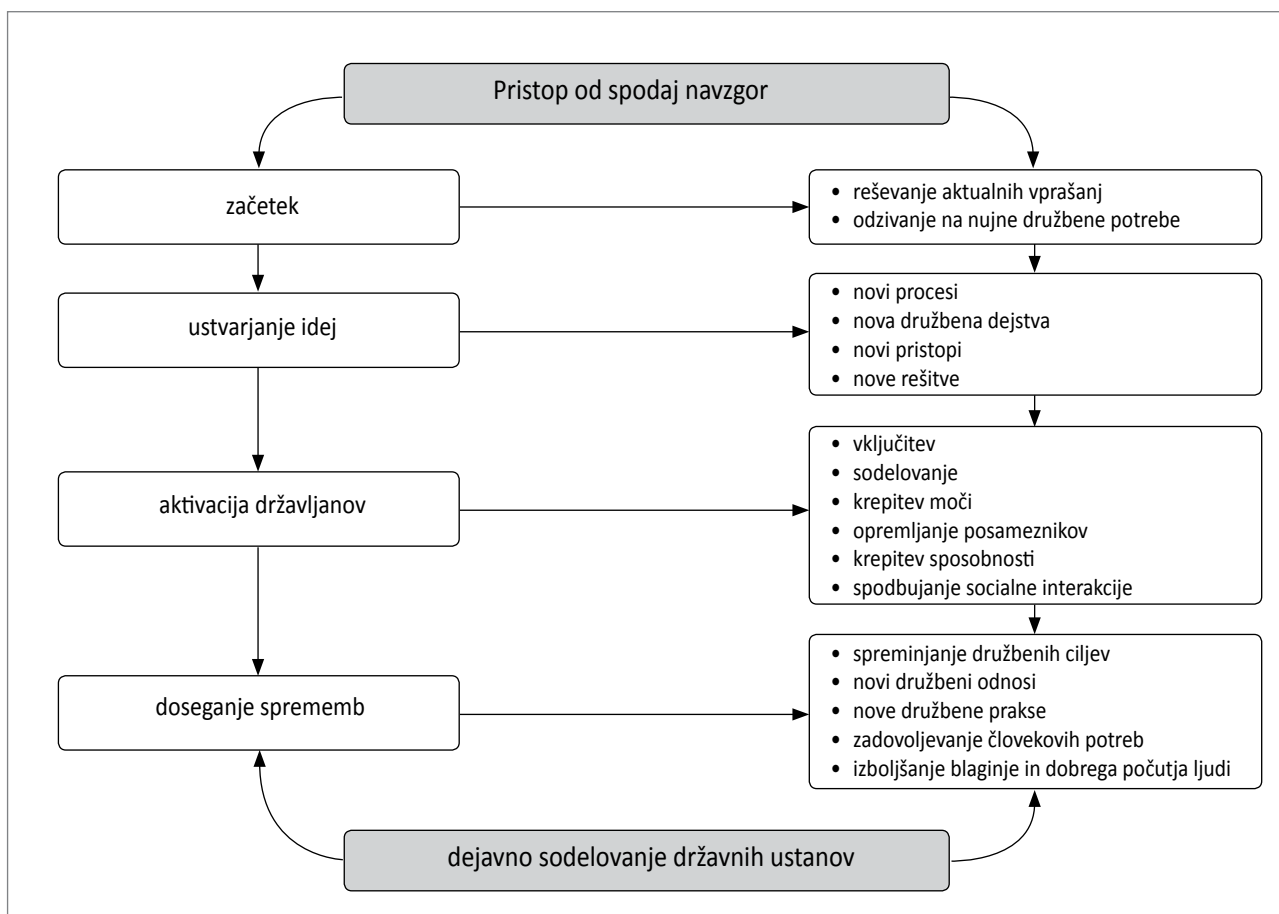 Pristop od spodaj navzgor
začetek
• reševanje aktualnih vprašanj
• odzivanje na nujne družbene potrebe
ustvarjanje idej
• novi procesi
• nova družbena dejstva
• novi pristopi
• nove rešitve
aktivacija državljanov
• vključitev
• sodelovanje
• krepitev moči
• opremljanje posameznikov
• krepitev sposobnosti
• spodbujanje socialne interakcije
doseganje sprememb
• spreminjanje družbenih ciljev
• novi družbeni odnosi
• nove družbene prakse
• zadovoljevanje človekovih potreb
• izboljšanje blaginje in dobrega počutja ljudi
dejavno sodelovanje državnih ustanov